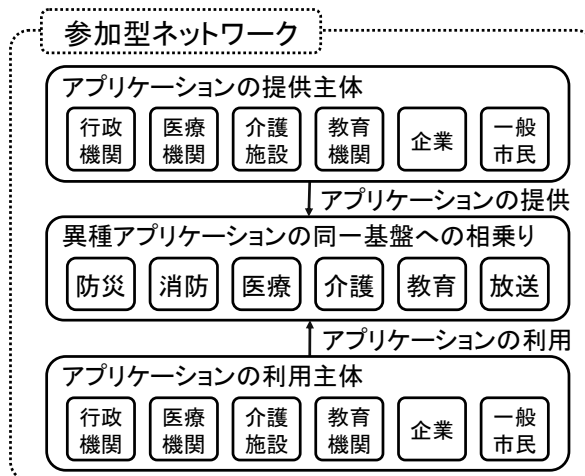 参加型ネットワーク
アプリケーションの提供主体
行政 医療 介護 教育 企業 一般
機関 機関 施設 機関 市民
アプリケーションの提供
異種アプリケーションの同一基盤への相乗り
防災 消防 医療 介護 教育 放送
アプリケーションの利用
アプリケーションの利用主体
行政 医療 介護 教育 企業 一般
機関 機関 施設 機関 市民